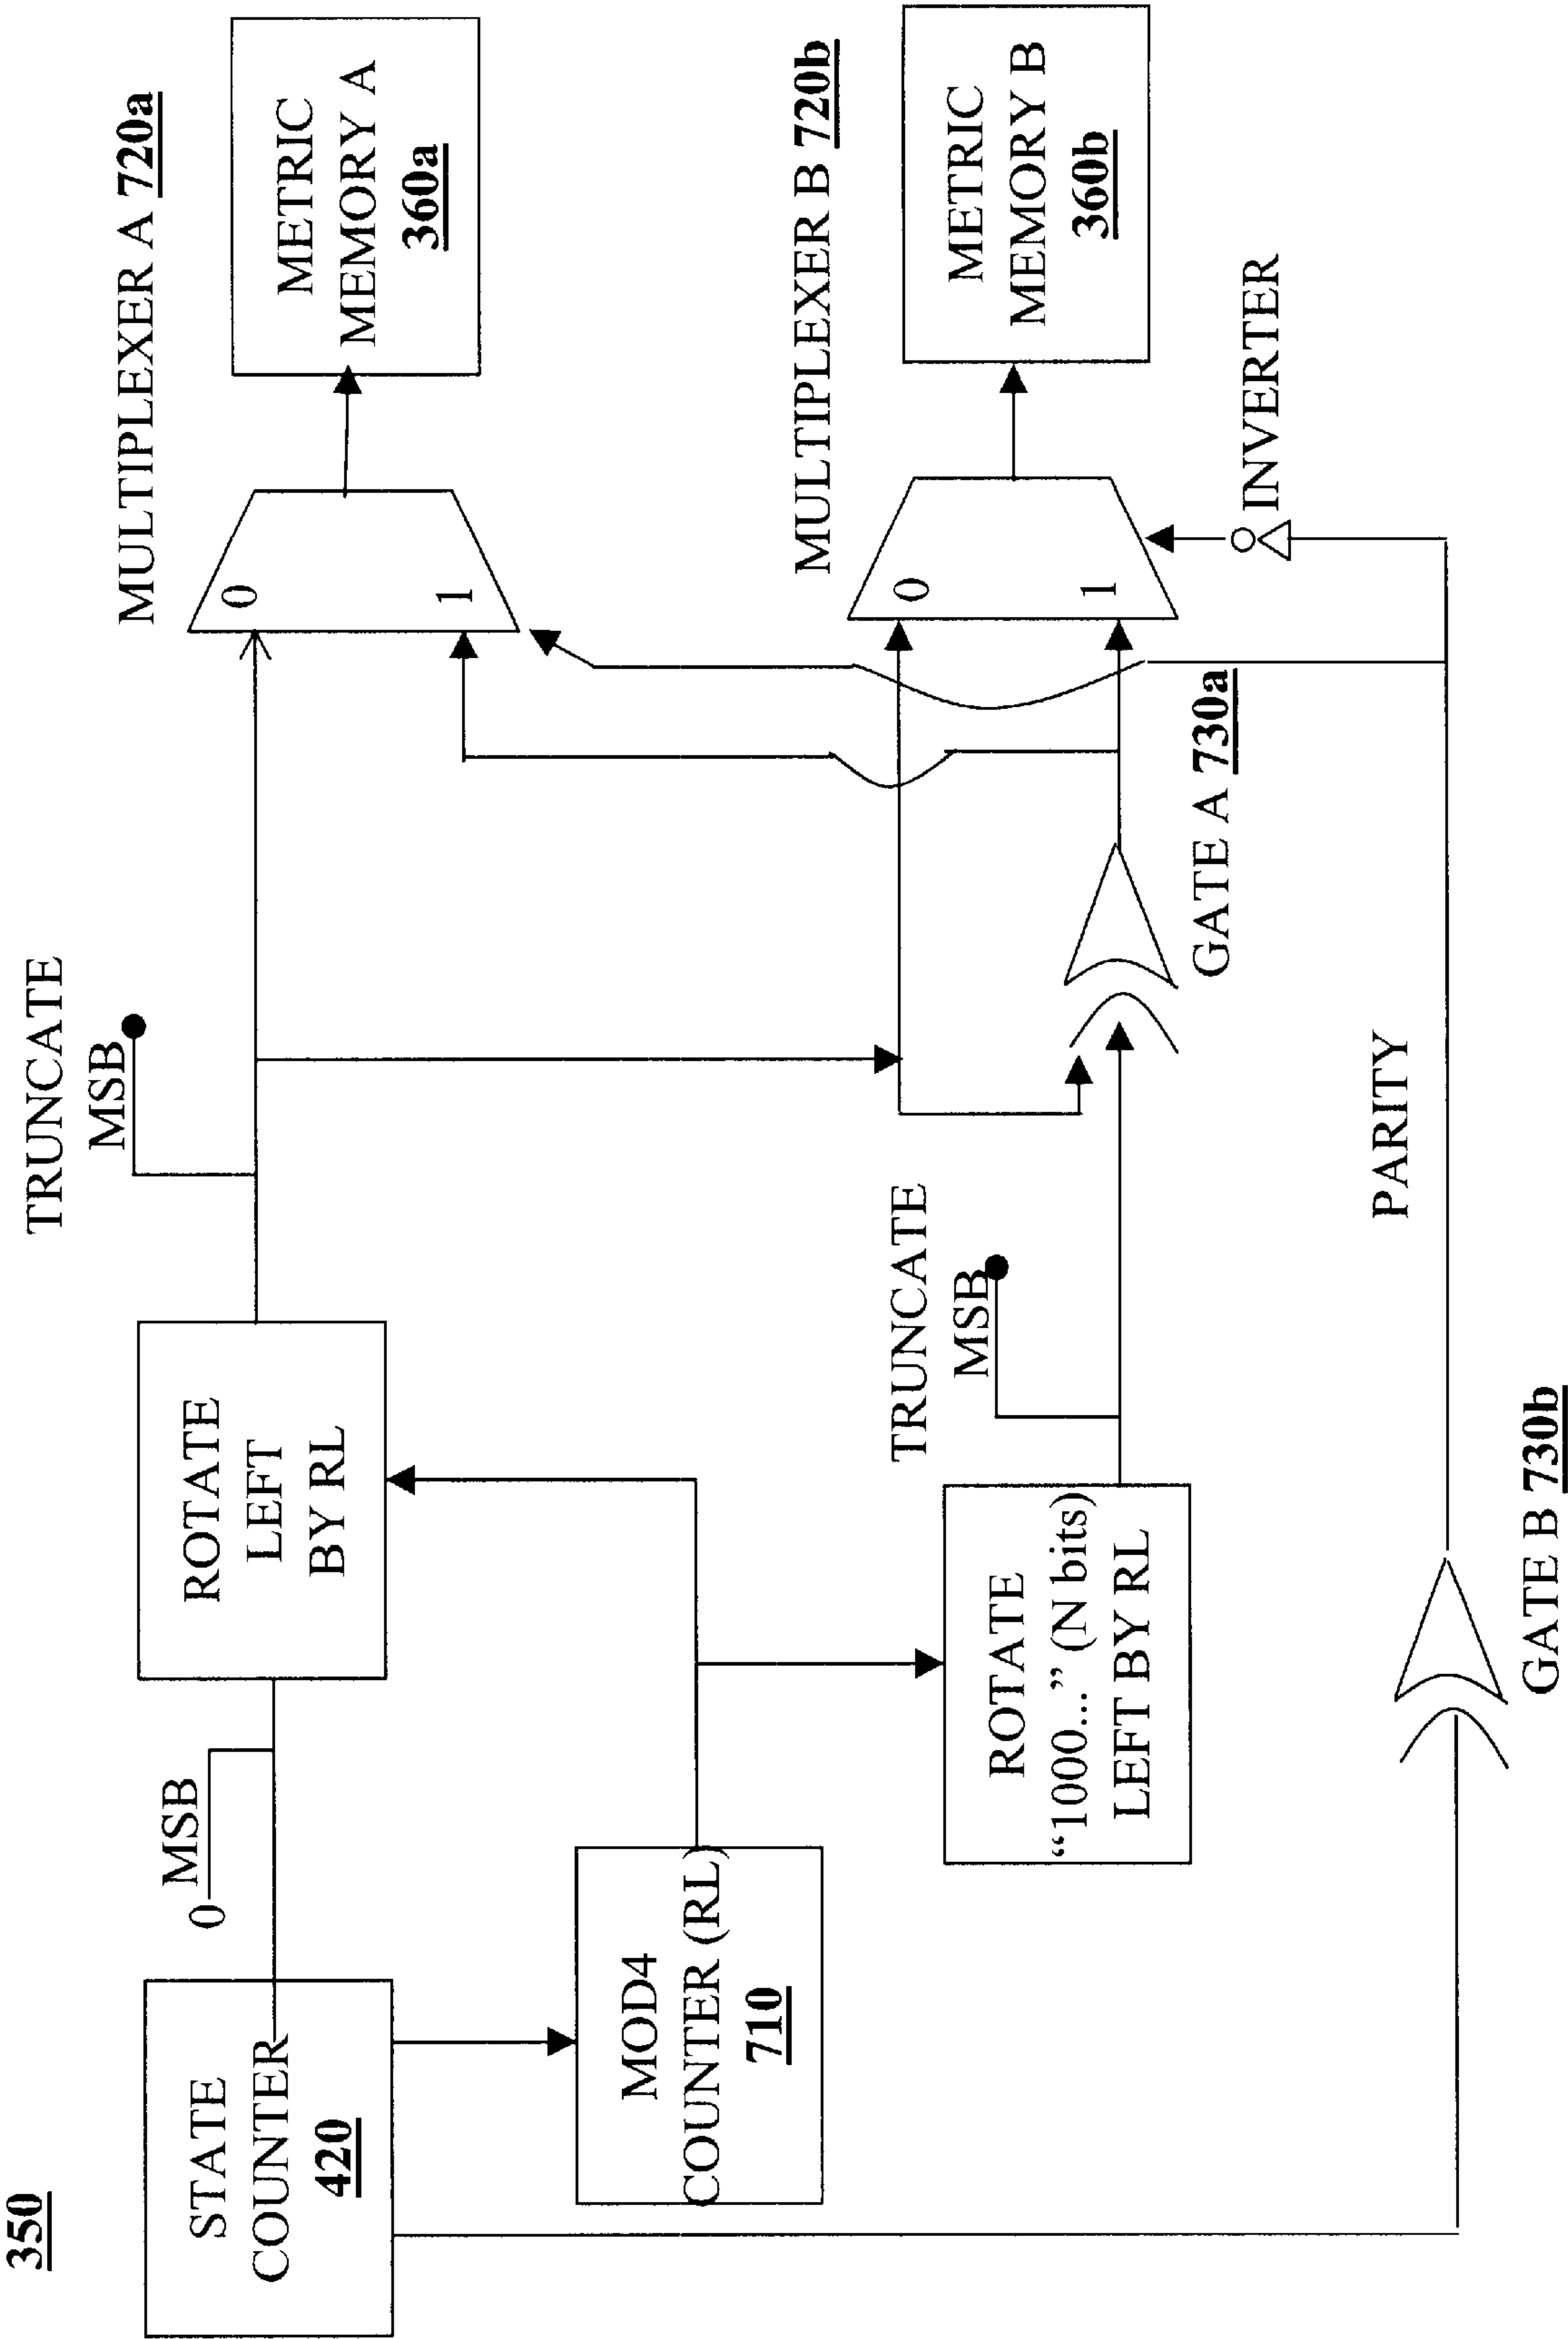 350
STATE
COUNTER
420
0
MSB
ROTATE
LEFT
BY RL
TRUNCATE
MSB
MULTIPLEXER A 720a
0
1
METRIC
MEMORY A
360a
MOD4
COUNTER (RL)
710
ROTATE
“1000...” (N bits)
LEFT BY RL
TRUNCATE
MSB
GATE A 730a
MULTIPLEXER B 720b
0
1
METRIC
MEMORY B
360b
INVERTER
GATE B 730b
PARITY